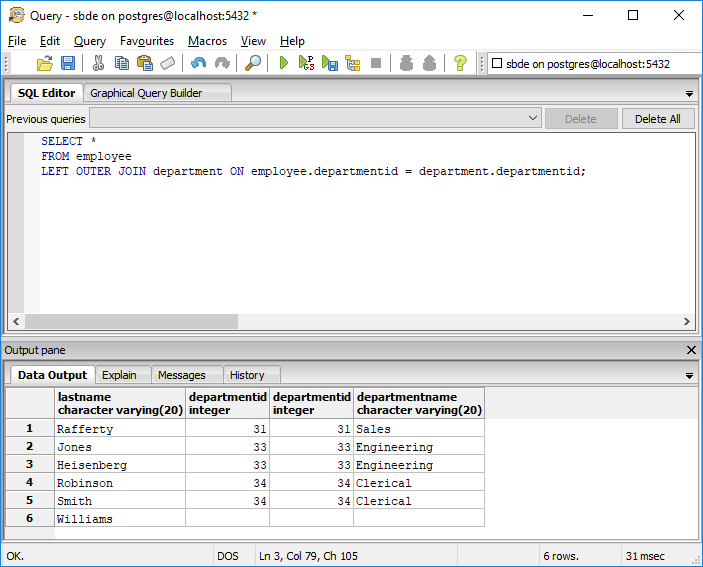 Query - sbde on postgres@localhost:5432 *
File Edit Query Favourites Macros View Help
sbde on postgres@localhost:5432
SQL Editor Graphical Query Builder
Previous queries Delete Delete All
SELECT *
FROM employee
LEFT OUTER JOIN department ON employee.departmentid = department.departmentid;
Output pane
Data Output Explain Messages History
lastname departmentid departmentid departmentname
character varying(20) integer integer character varying(20)
1 Rafferty 31 31 Sales
2 Jones 33 33 Engineering
3 Heisenberg 33 33 Engineering
4 Robinson 34 34 Clerical
5 Smith 34 34 Clerical
6 Williams
OK. DOS Ln 3, Col 79, Ch 105 6 rows. 31 msec